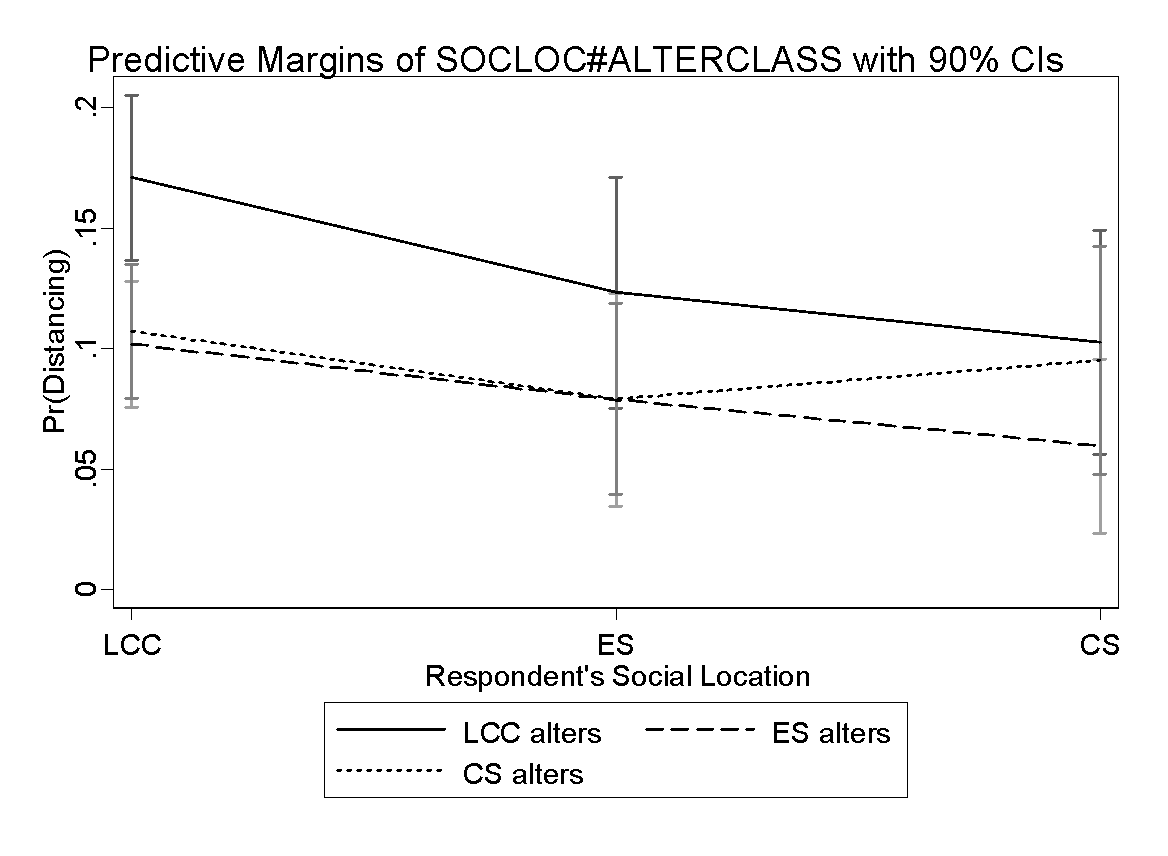 Predictive Margins of SOCLOC#ALTERCLASS with 90% CIs
.2
.15
.1
.05
0
Pr(Distancing)
LCC ES CS
Respondent's Social Location
LCC alters ES alters
CS alters